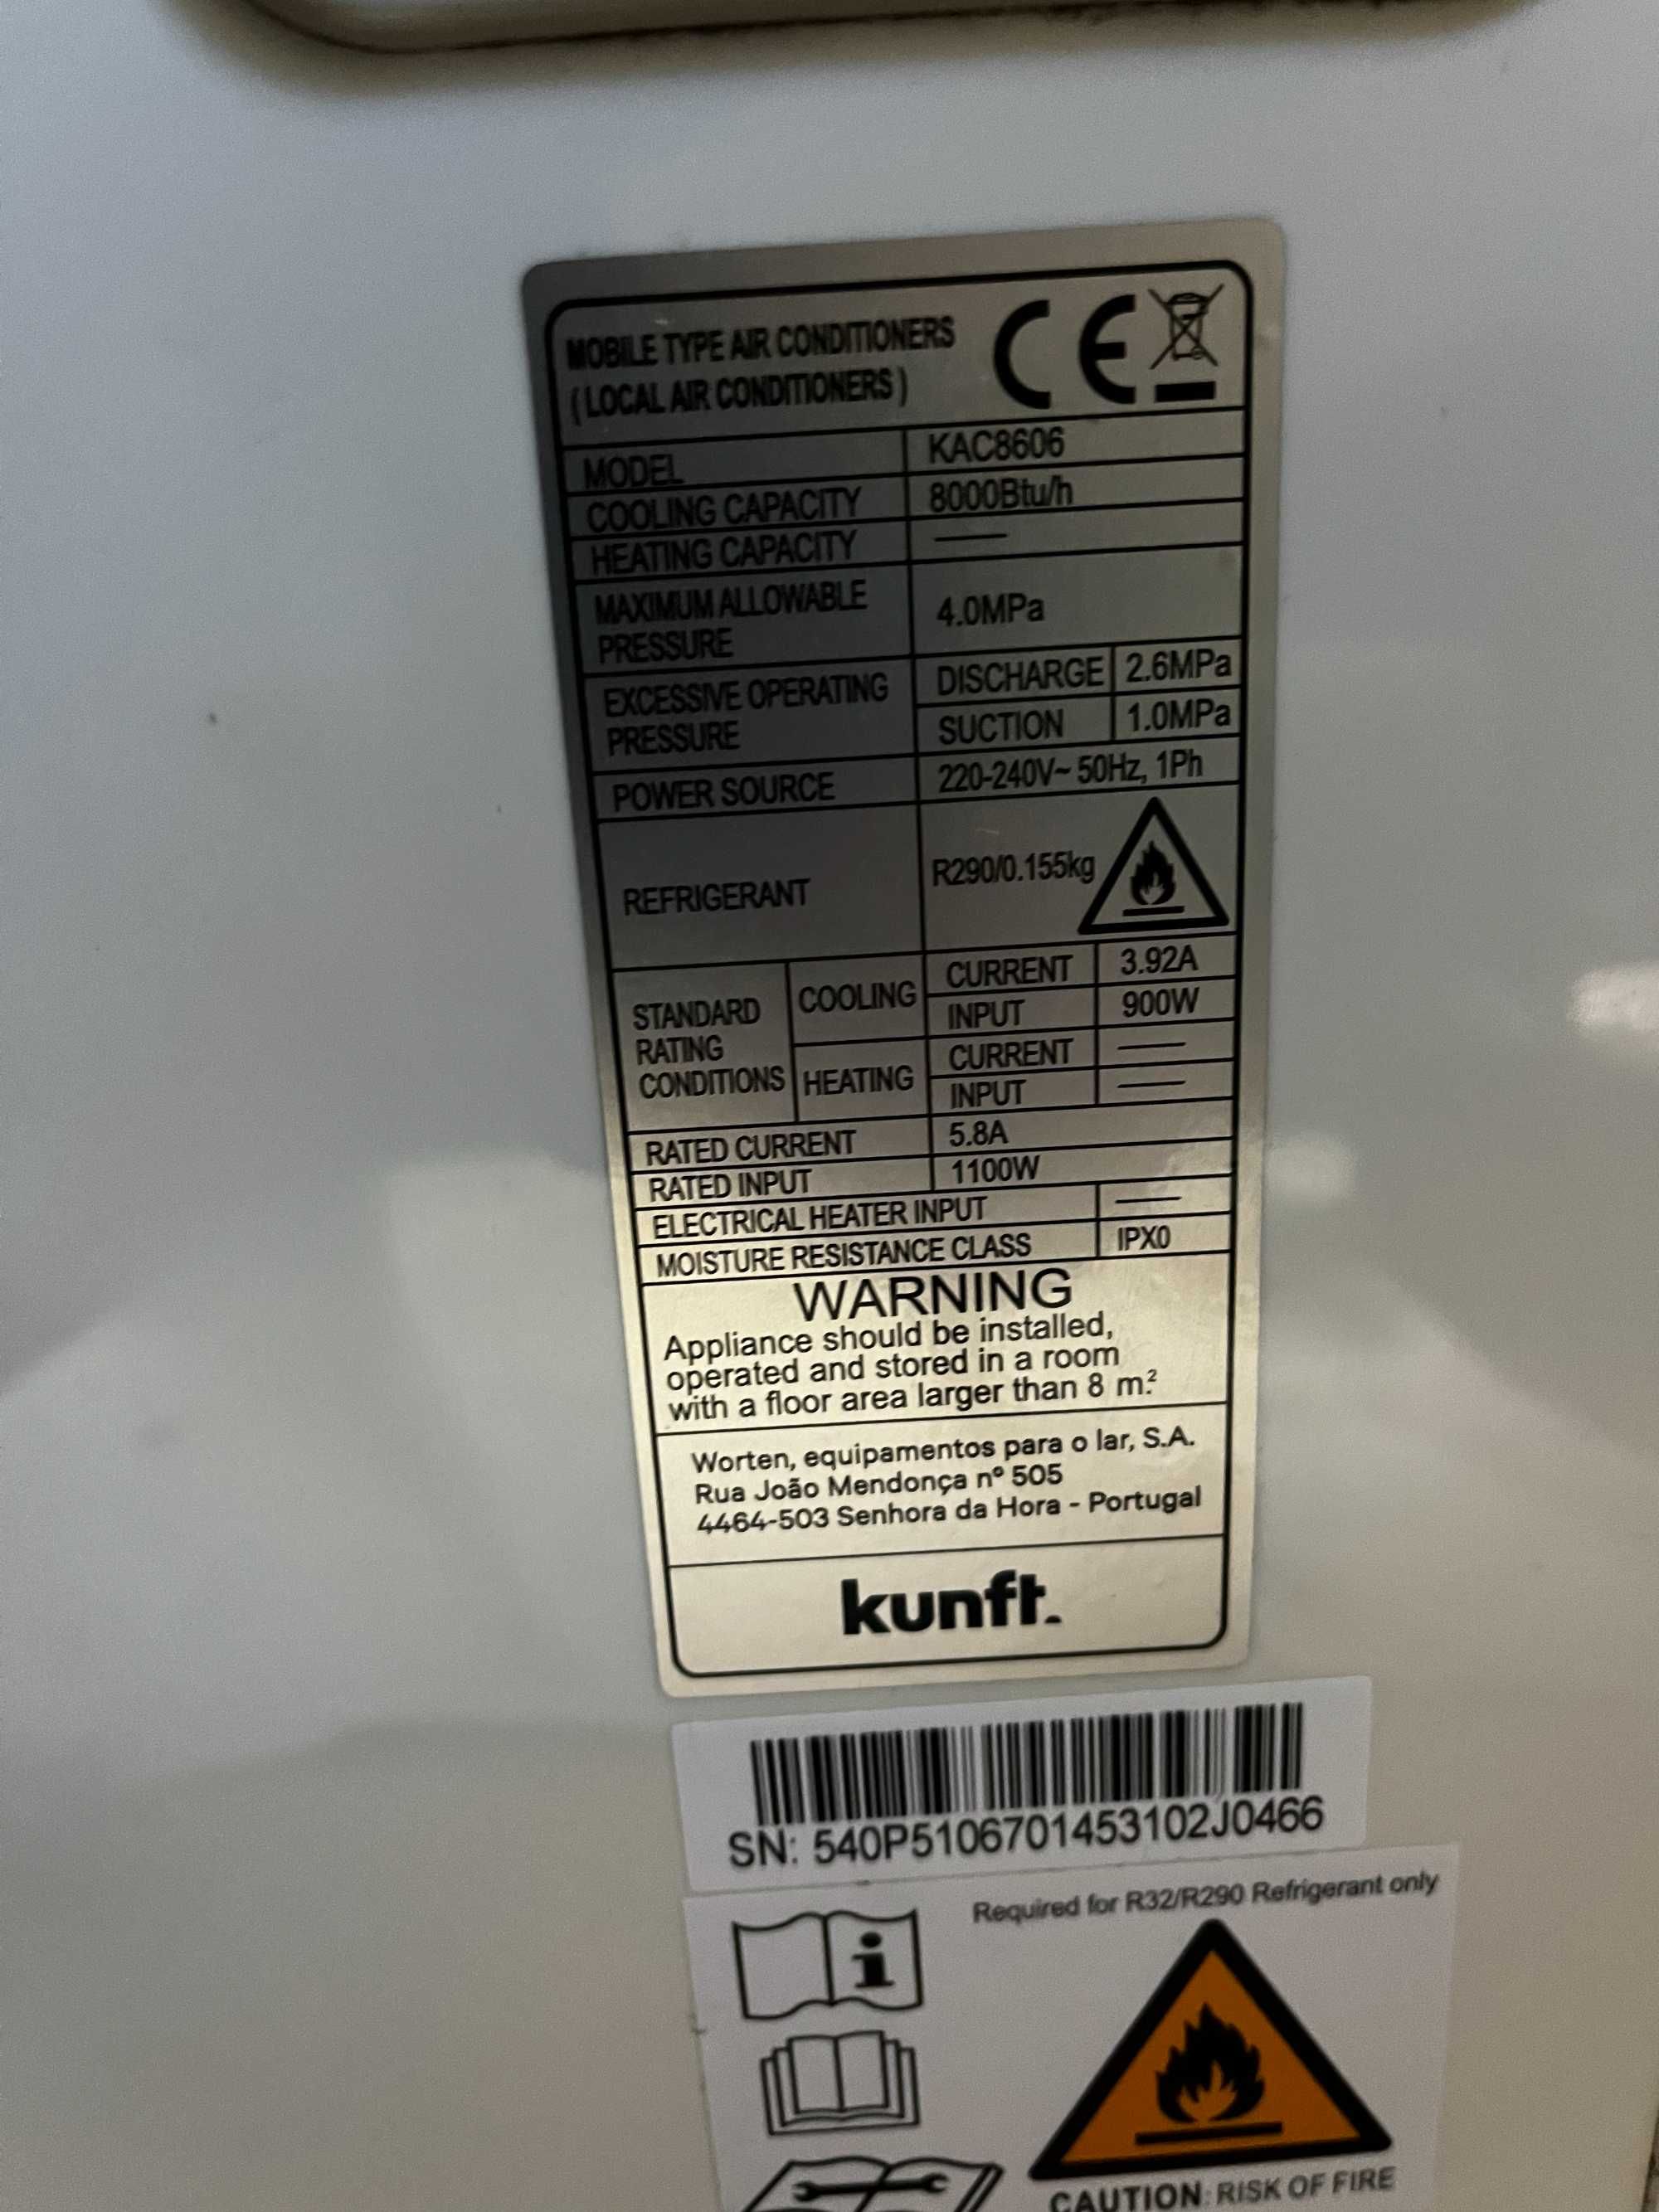 MOBILE TYPE AIR CONDITIONERS
( LOCAL AIR CONDITIONERS )
CE
MODEL KAC8606
COOLING CAPACITY 8000Btu/h
HEATING CAPACITY —
MAXIMUM ALLOWABLE PRESSURE 4.0MPa
EXCESSIVE OPERATING PRESSURE DISCHARGE 2.6MPa
SUCTION 1.0MPa
POWER SOURCE 220-240V~ 50Hz, 1Ph
REFRIGERANT R290/0.155kg
STANDARD RATING CONDITIONS COOLING CURRENT 3.92A
INPUT 900W
HEATING CURRENT —
INPUT —
RATED CURRENT 5.8A
RATED INPUT 1100W
ELECTRICAL HEATER INPUT —
MOISTURE RESISTANCE CLASS IPX0
WARNING
Appliance should be installed,
operated and stored in a room
with a floor area larger than 8 m².
Worten, equipamentos para o lar, S.A.
Rua João Mendonça nº 505
4464-503 Senhora da Hora - Portugal
kunft.
SN: 540P5106701453102J0466
Required for R32/R290 Refrigerant only
CAUTION: RISK OF FIRE